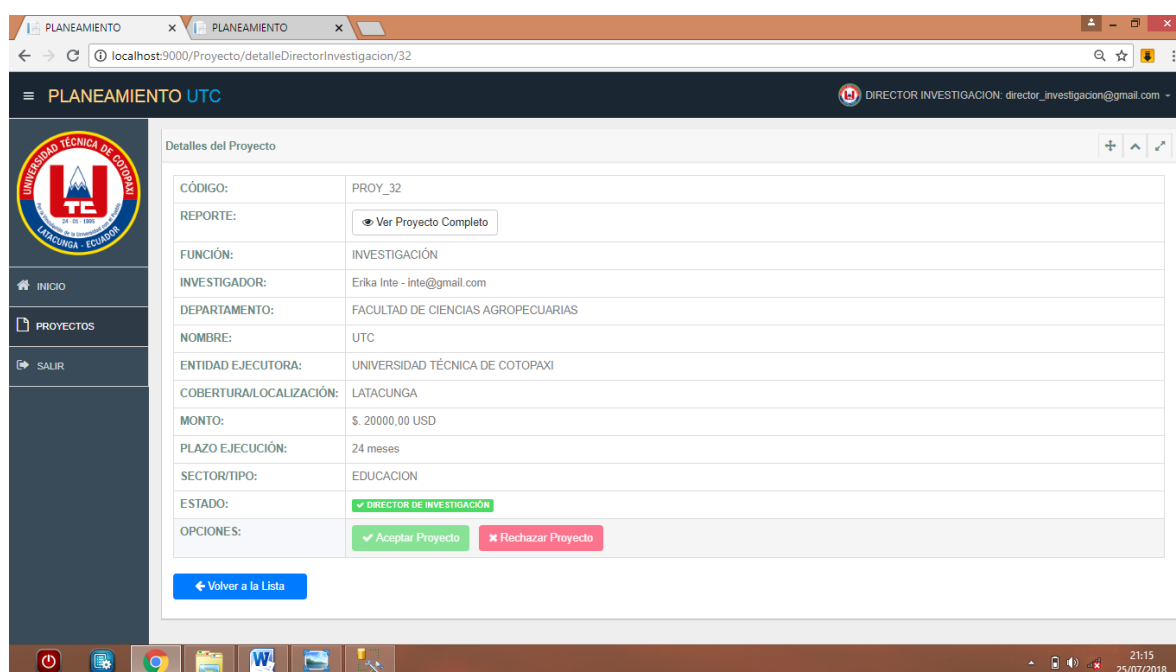 PLANEAMIENTO
PLANEAMIENTO
localhost:9000/Proyecto/detalleDirectorInvestigacion/32
PLANEAMIENTO UTC
DIRECTOR INVESTIGACION: director_investigacion@gmail.com
UNIVERSIDAD TÉCNICA DE COTOPAXI
UTC
24 - 01 - 1995
LATACUNGA - ECUADOR
INICIO
PROYECTOS
SALIR
Detalles del Proyecto
CÓDIGO: PROY_32
REPORTE: Ver Proyecto Completo
FUNCIÓN: INVESTIGACIÓN
INVESTIGADOR: Erika Inte - inte@gmail.com
DEPARTAMENTO: FACULTAD DE CIENCIAS AGROPECUARIAS
NOMBRE: UTC
ENTIDAD EJECUTORA: UNIVERSIDAD TÉCNICA DE COTOPAXI
COBERTURA/LOCALIZACIÓN: LATACUNGA
MONTO: $. 20000,00 USD
PLAZO EJECUCIÓN: 24 meses
SECTOR/TIPO: EDUCACION
ESTADO: DIRECTOR DE INVESTIGACIÓN
OPCIONES: Aceptar Proyecto Rechazar Proyecto
Volver a la Lista
21:15
25/07/2018